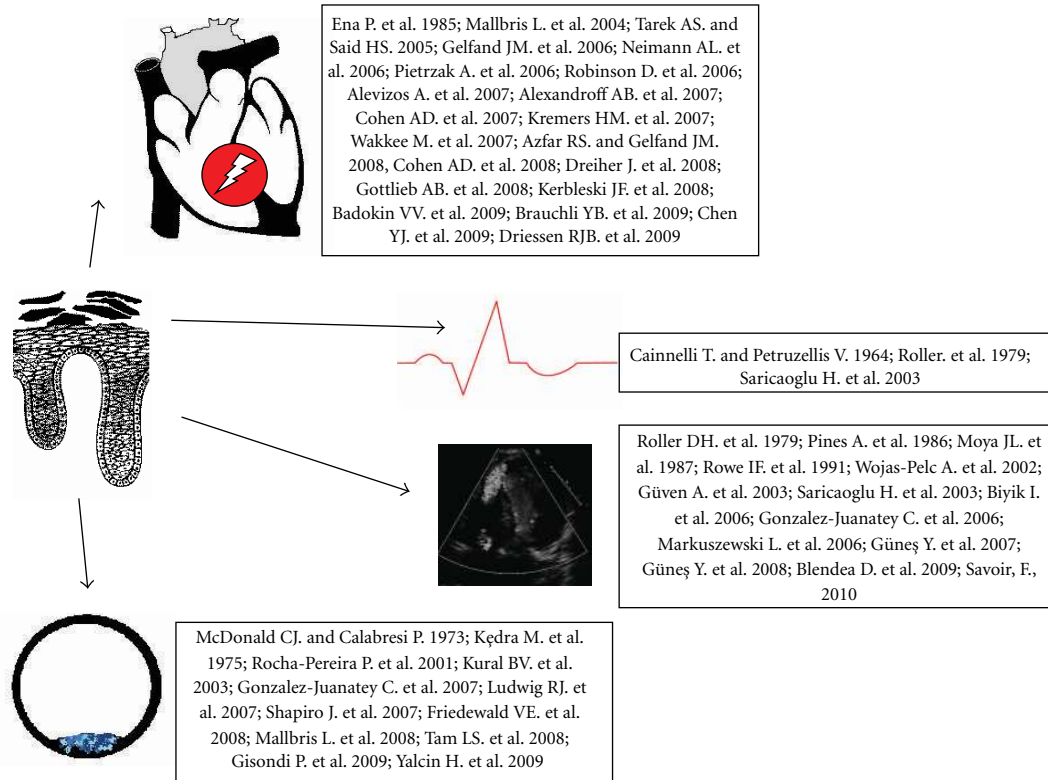 Ena P. et al. 1985; Mallbris L. et al. 2004; Tarek AS. and
Said HS. 2005; Gelfand JM. et al. 2006; Neimann AL. et
al. 2006; Pietrzak A. et al. 2006; Robinson D. et al. 2006;
Alevizos A. et al. 2007; Alexandroff AB. et al. 2007;
Cohen AD. et al. 2007; Kremers HM. et al. 2007;
Wakkee M. et al. 2007; Azfar RS. and Gelfand JM.
2008, Cohen AD. et al. 2008; Dreiher J. et al. 2008;
Gottlieb AB. et al. 2008; Kerbleski JF. et al. 2008;
Badokin VV. et al. 2009; Brauchli YB. et al. 2009; Chen
YJ. et al. 2009; Driessen RJB. et al. 2009
Cainnelli T. and Petruzellis V. 1964; Roller. et al. 1979;
Saricaoglu H. et al. 2003
Roller DH. et al. 1979; Pines A. et al. 1986; Moya JL. et
al. 1987; Rowe IF. et al. 1991; Wojas-Pelc A. et al. 2002;
Güven A. et al. 2003; Saricaoglu H. et al. 2003; Biyik I.
et al. 2006; Gonzalez-Juanatey C. et al. 2006;
Markuszewski L. et al. 2006; Güneş Y. et al. 2007;
Güneş Y. et al. 2008; Blendea D. et al. 2009; Savoir, F.,
2010
McDonald CJ. and Calabresi P. 1973; Kędra M. et al.
1975; Rocha-Pereira P. et al. 2001; Kural BV. et al.
2003; Gonzalez-Juanatey C. et al. 2007; Ludwig RJ. et
al. 2007; Shapiro J. et al. 2007; Friedewald VE. et al.
2008; Mallbris L. et al. 2008; Tam LS. et al. 2008;
Gisondi P. et al. 2009; Yalcin H. et al. 2009